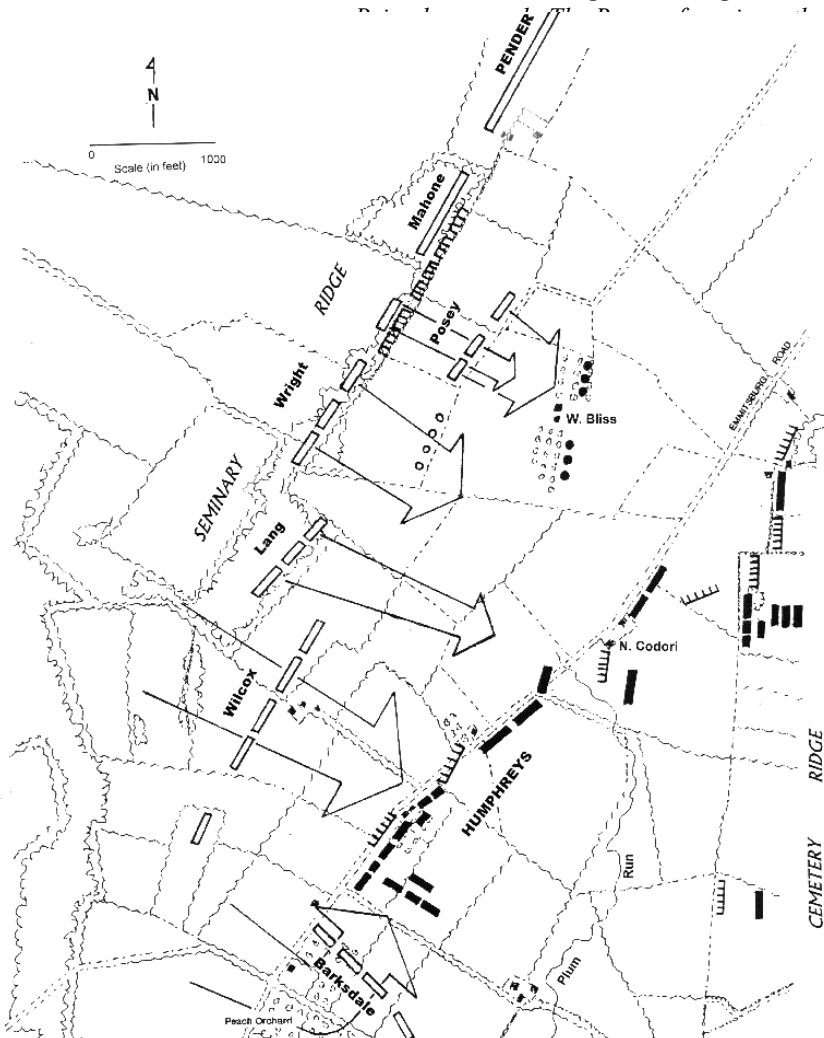 PENDER
N
0 1000
Scale (in feet)
Mahone
RIDGE
Posey
EMMITSBURG ROAD
Wright
W. Bliss
SEMINARY
Lang
N. Codori
Wilcox
RIDGE
HUMPHREYS
CEMETERY
Run
Plum
Barksdale
Peach Orchard